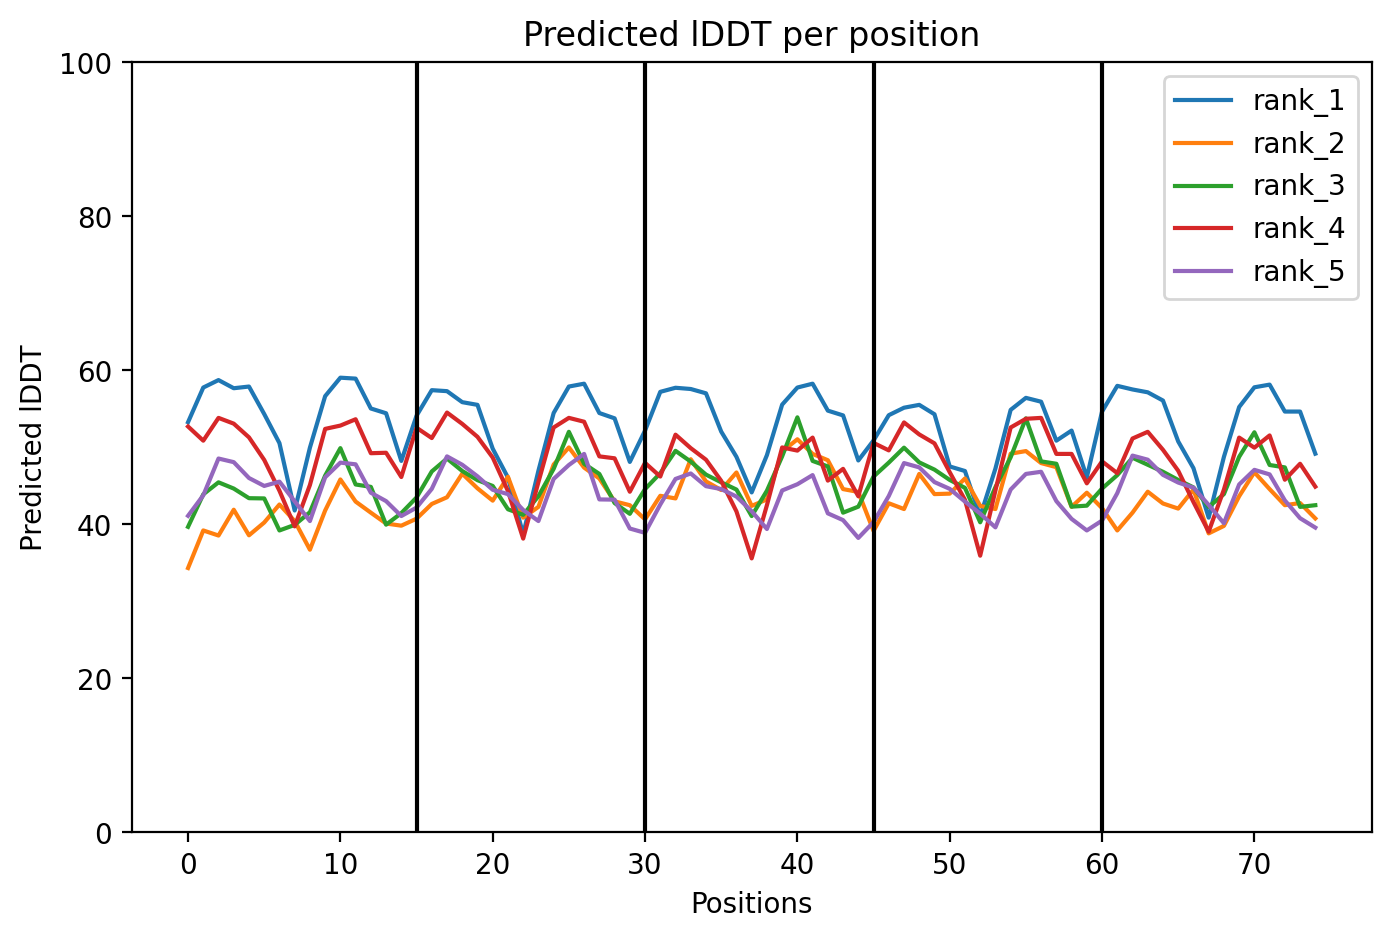 Predicted lDDT per position
100
80
60
40
20
0
Predicted lDDT
rank_1
rank_2
rank_3
rank_4
rank_5
0 10 20 30 40 50 60 70
Positions